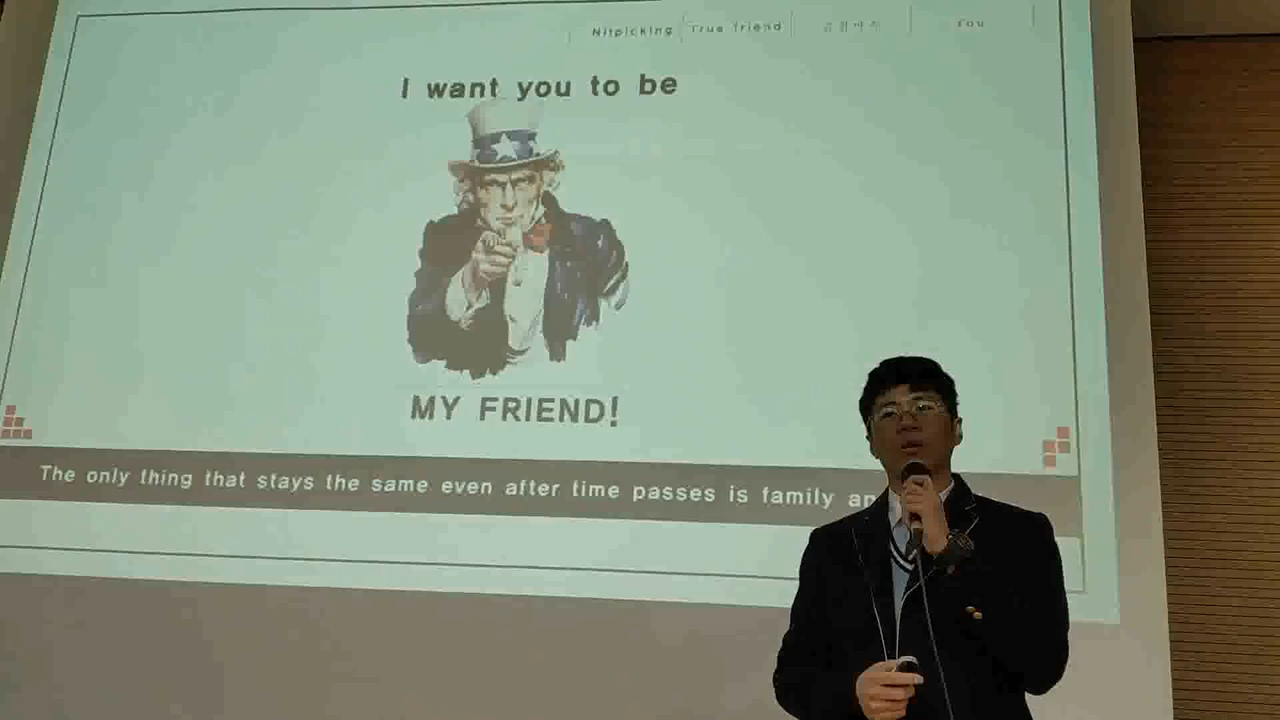 Nitpicking True friend You
I want you to be
MY FRIEND!
The only thing that stays the same even after time passes is family